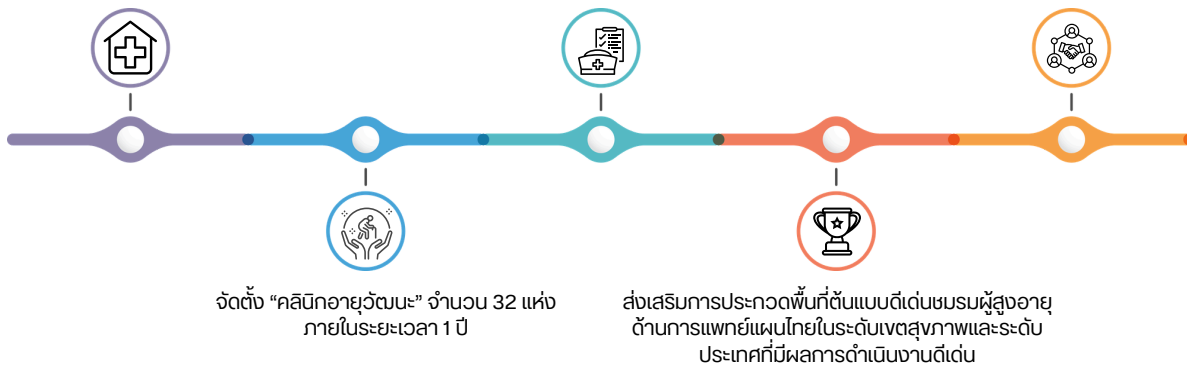 จัดตั้ง “คลินิกอายุวัฒนะ” จำนวน 32 แห่ง
ภายในระยะเวลา 1 ปี
ส่งเสริมการประกวดพื้นที่ต้นแบบดีเด่นชมรมผู้สูงอายุ
ด้านการแพทย์แผนไทยในระดับเขตสุขภาพและระดับ
ประเทศที่มีผลการดำเนินงานดีเด่น